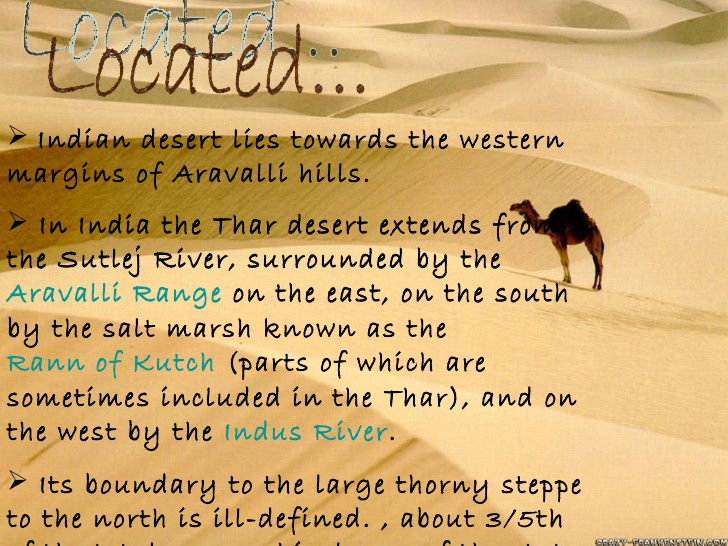 Located...
➢ Indian desert lies towards the western
margins of Aravalli hills.
➢ In India the Thar desert extends from
the Sutlej River, surrounded by the
Aravalli Range on the east, on the south
by the salt marsh known as the
Rann of Kutch (parts of which are
sometimes included in the Thar), and on
the west by the Indus River.
➢ Its boundary to the large thorny steppe
to the north is ill-defined. , about 3/5th
CRAZY-FRANKENSTEIN.COM